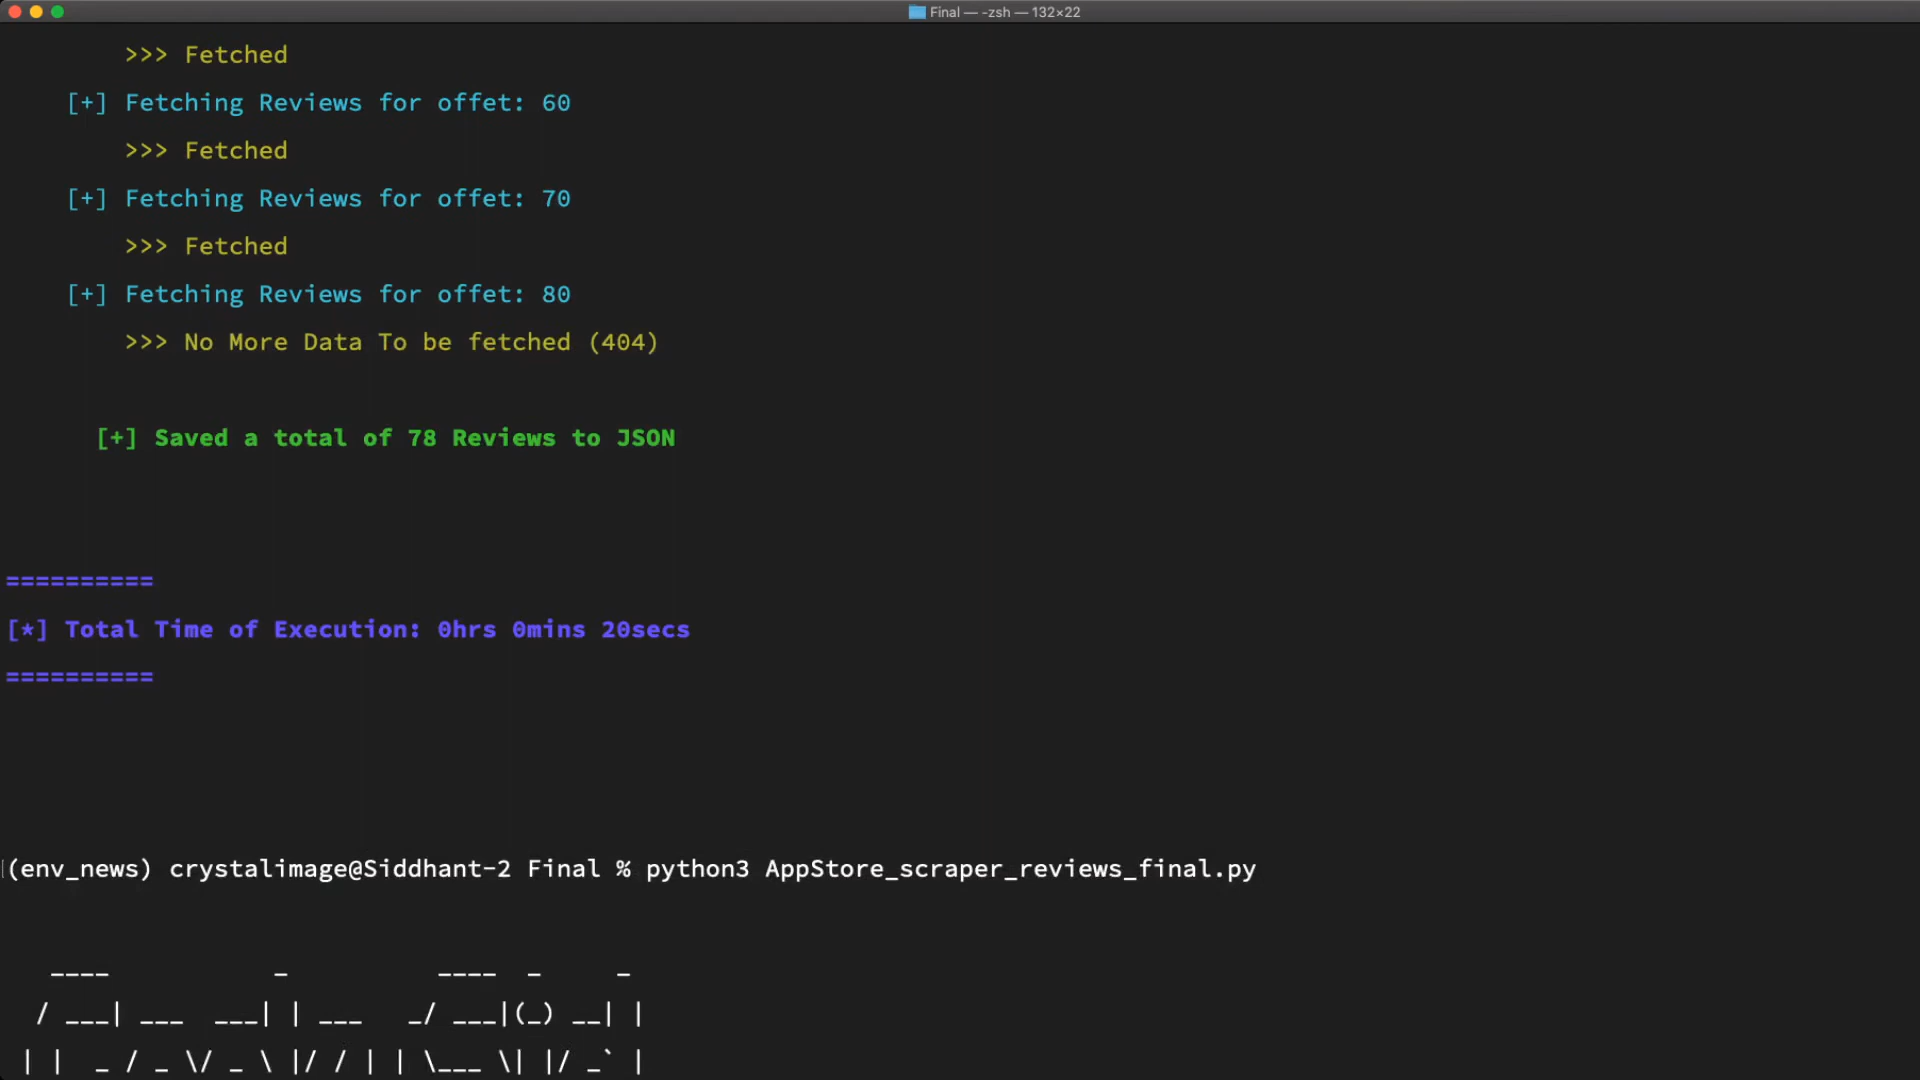 Final — -zsh — 132×22
>>> Fetched
[+] Fetching Reviews for offet: 60
>>> Fetched
[+] Fetching Reviews for offet: 70
>>> Fetched
[+] Fetching Reviews for offet: 80
>>> No More Data To be fetched (404)
[+] Saved a total of 78 Reviews to JSON
==========
[*] Total Time of Execution: 0hrs 0mins 20secs
==========
(env_news) crystalimage@Siddhant-2 Final % python3 AppStore_scraper_reviews_final.py